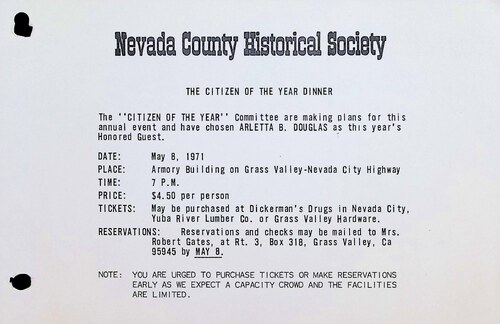 Nevada County Historical Society
THE CITIZEN OF THE YEAR DINNER
The ''CITIZEN OF THE YEAR'' Committee are making plans for this
annual event and have chosen ARLETTA B. DOUGLAS as this year's
Honored Guest.
DATE: May 8, 1971
PLACE: Armory Building on Grass Valley-Nevada City Highway
TIME: 7 P.M.
PRICE: $4.50 per person
TICKETS: May be purchased at Dickerman's Drugs in Nevada City,
Yuba River Lumber Co. or Grass Valley Hardware.
RESERVATIONS: Reservations and checks may be mailed to Mrs.
Robert Gates, at Rt. 3, Box 318, Grass Valley, Ca
95945 by MAY 8.
NOTE: YOU ARE URGED TO PURCHASE TICKETS OR MAKE RESERVATIONS
EARLY AS WE EXPECT A CAPACITY CROWD AND THE FACILITIES
ARE LIMITED.